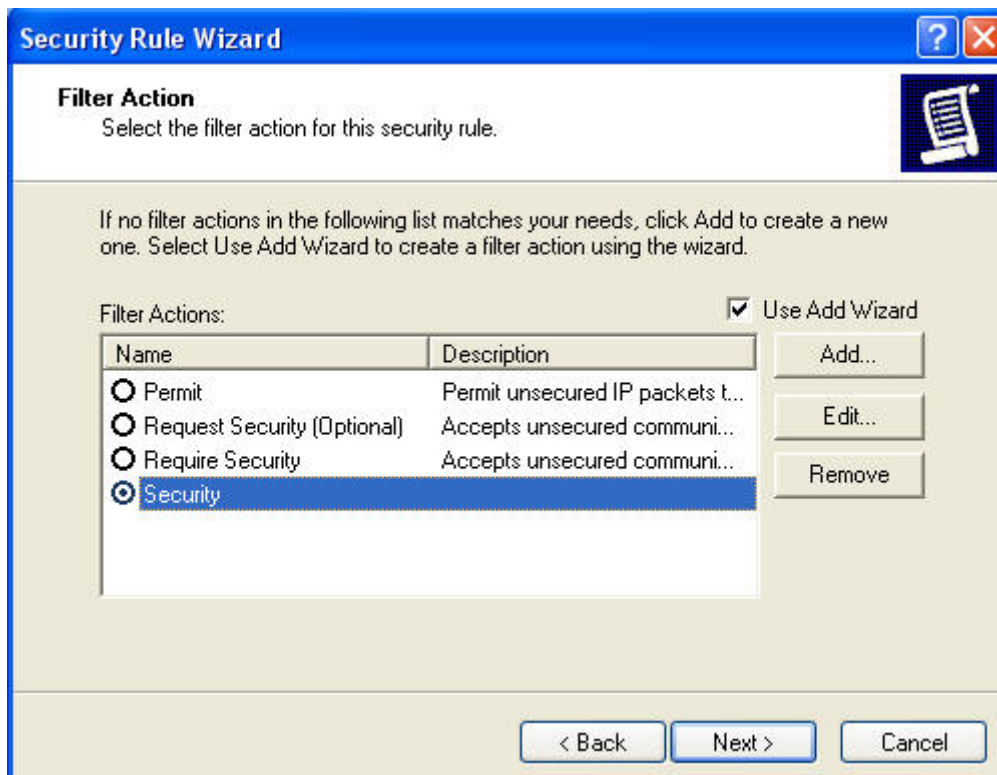 Security Rule Wizard
Filter Action
Select the filter action for this security rule.
If no filter actions in the following list matches your needs, click Add to create a new
one. Select Use Add Wizard to create a filter action using the wizard.
Filter Actions:
Use Add Wizard
Name Description
Add...
Permit Permit unsecured IP packets t...
Request Security (Optional) Accepts unsecured communi...
Edit...
Require Security Accepts unsecured communi...
Remove
Security
< Back Next > Cancel